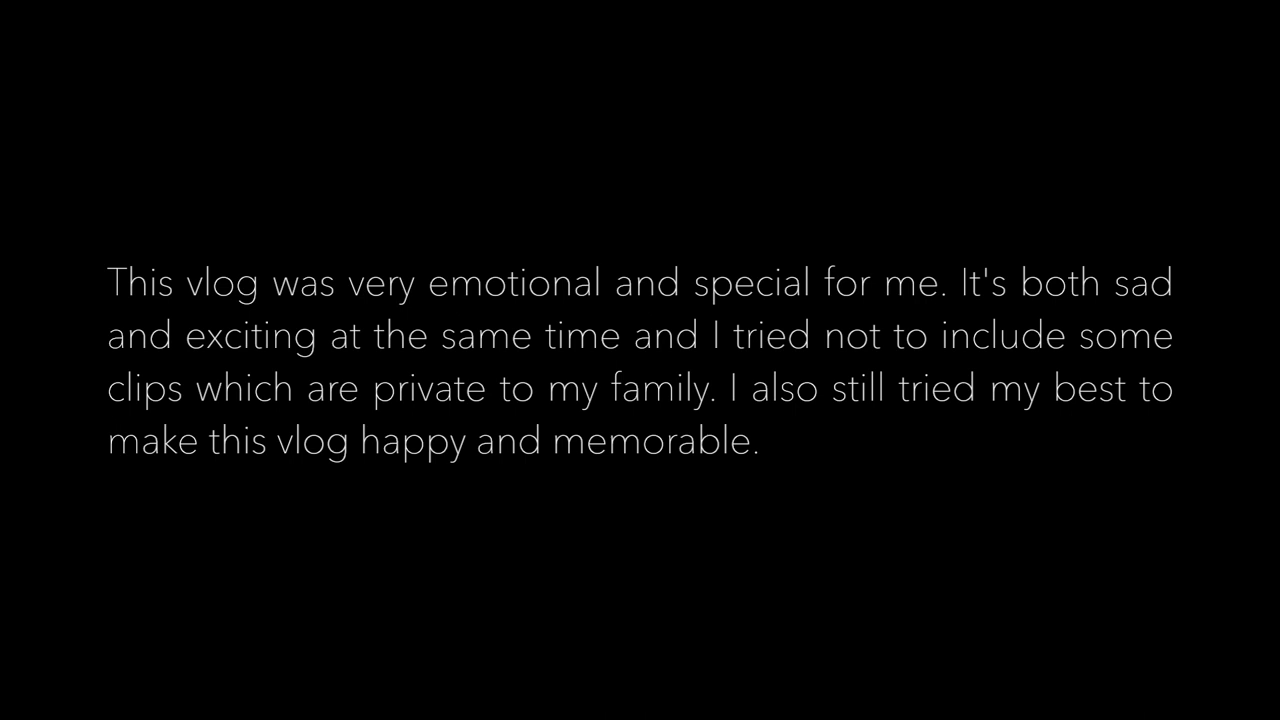 This vlog was very emotional and special for me. It's both sad
and exciting at the same time and I tried not to include some
clips which are private to my family. I also still tried my best to
make this vlog happy and memorable.